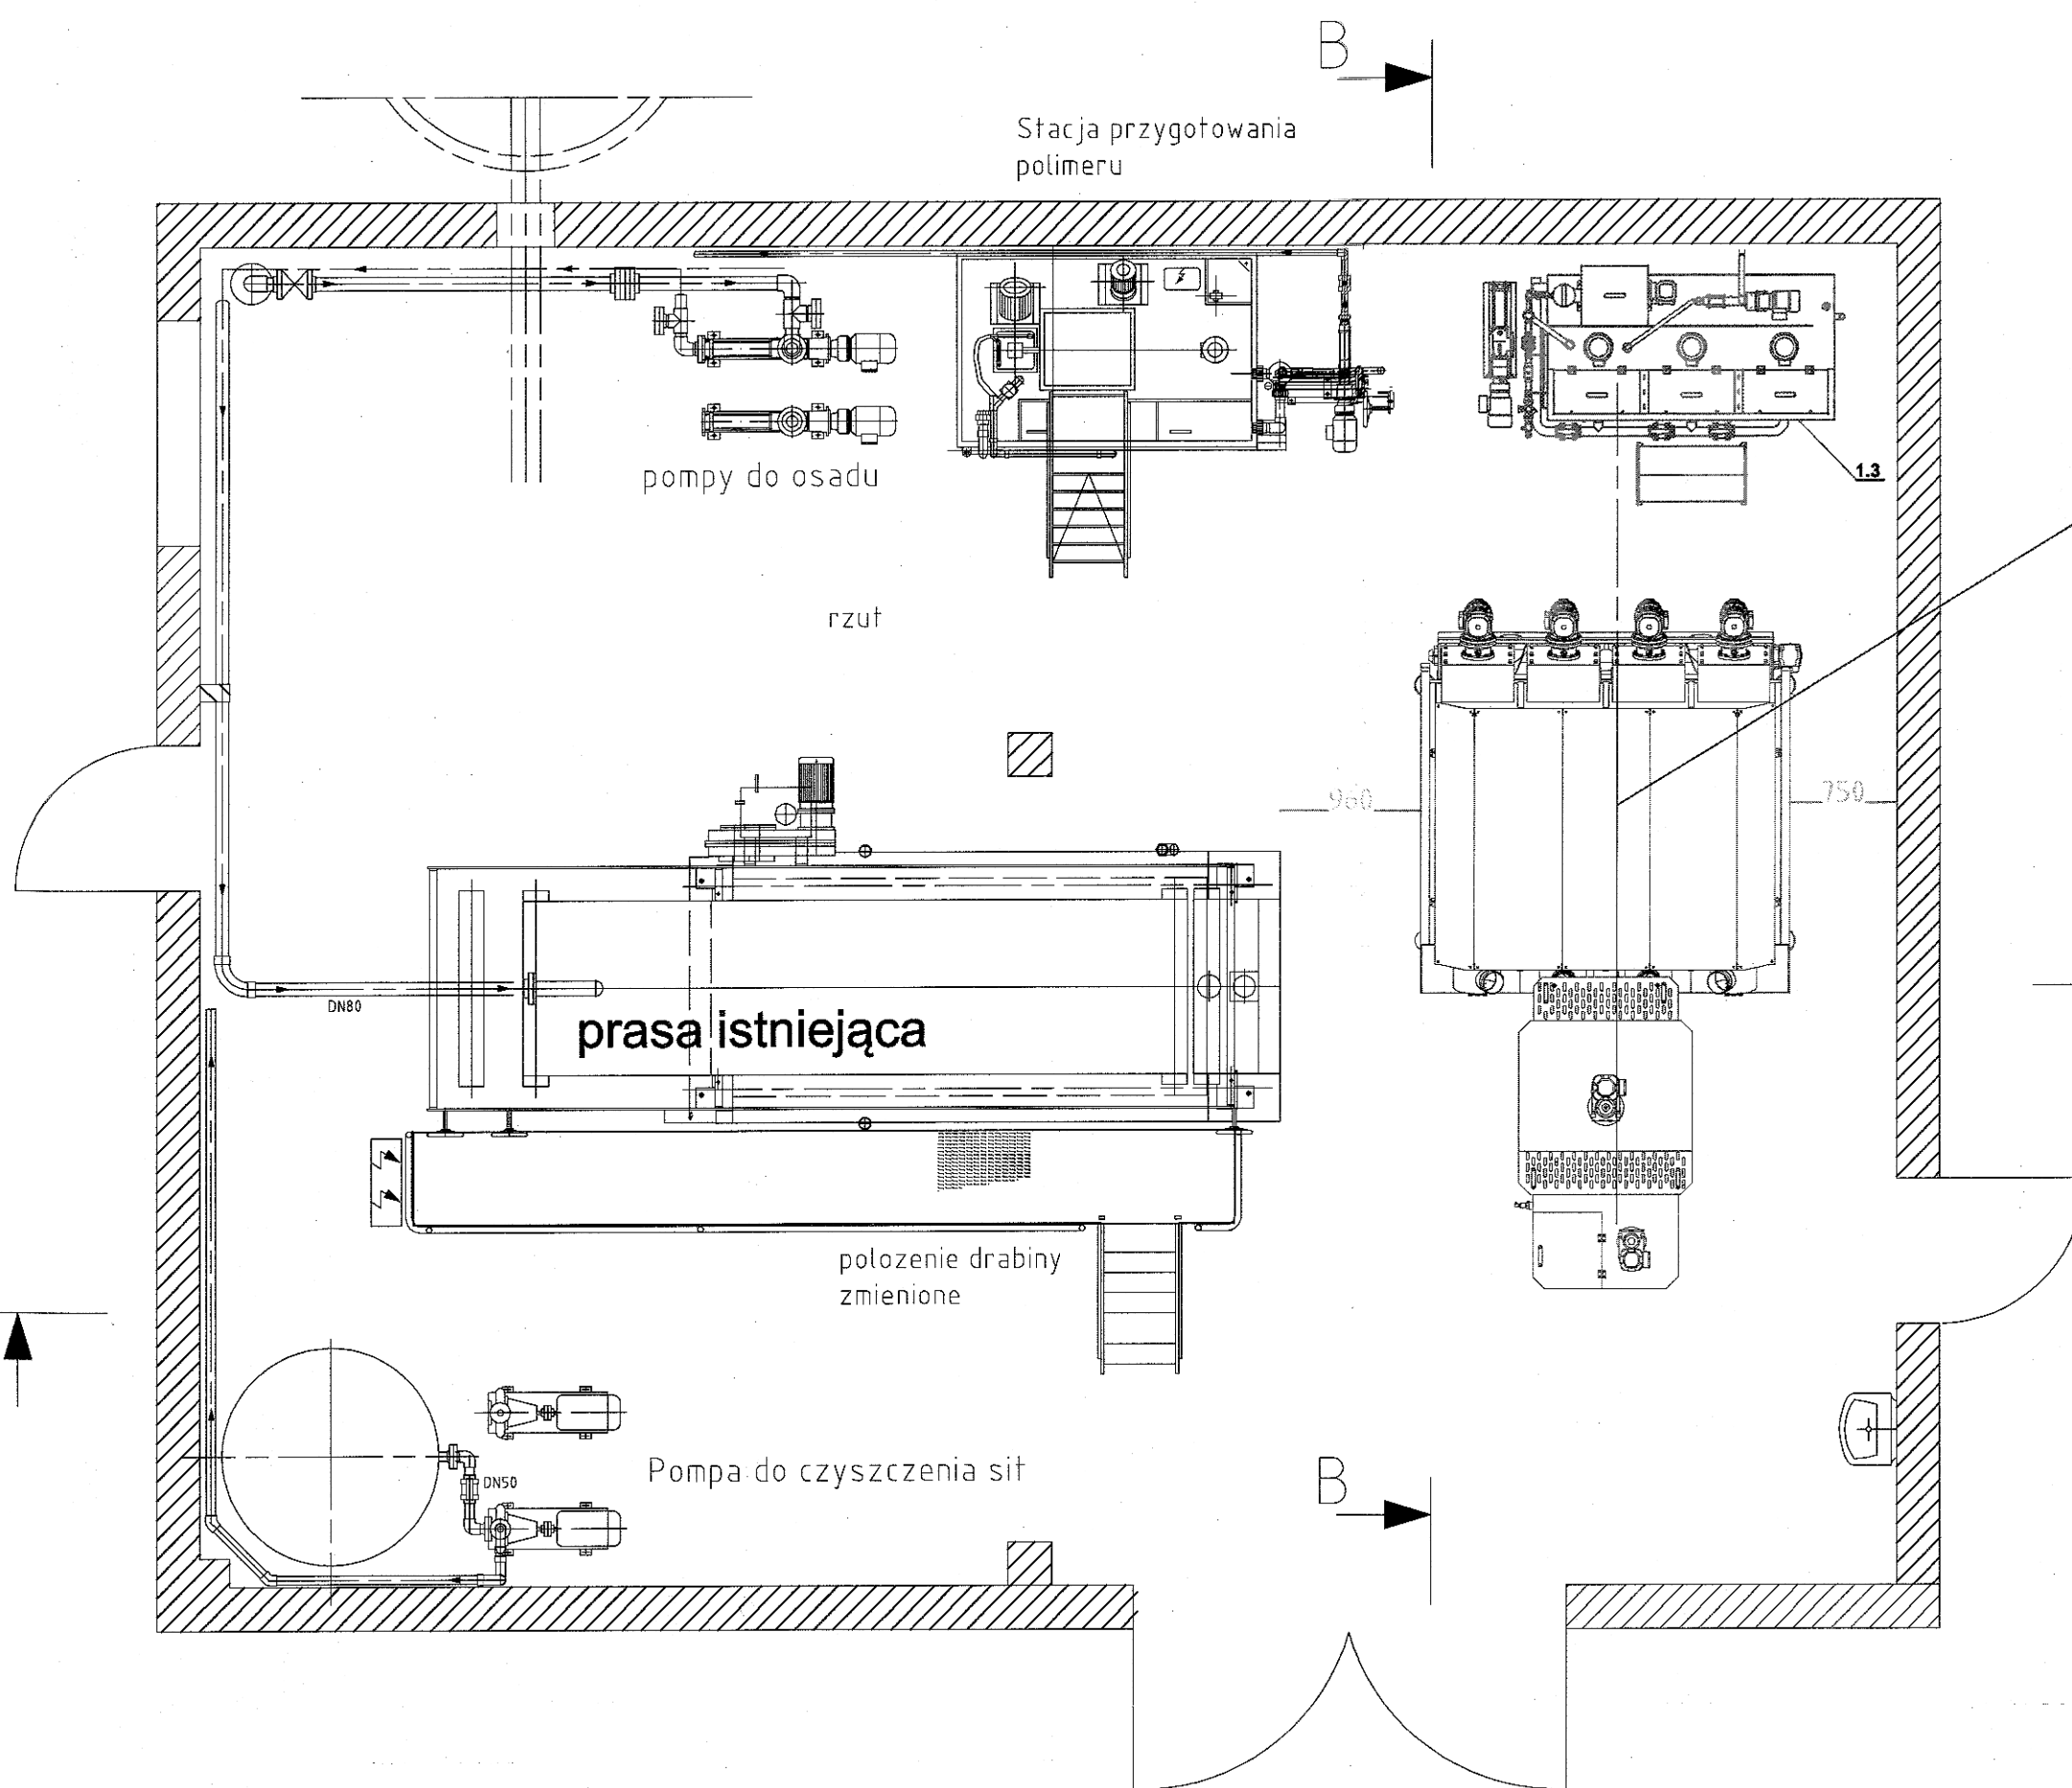 B
Stacja przygotowania
polimeru
pompy do osadu
1.3
rzut
960
750
DN80
prasa istniejąca
polozenie drabiny
zmienione
DN50
Pompa do czyszczenia sit
B